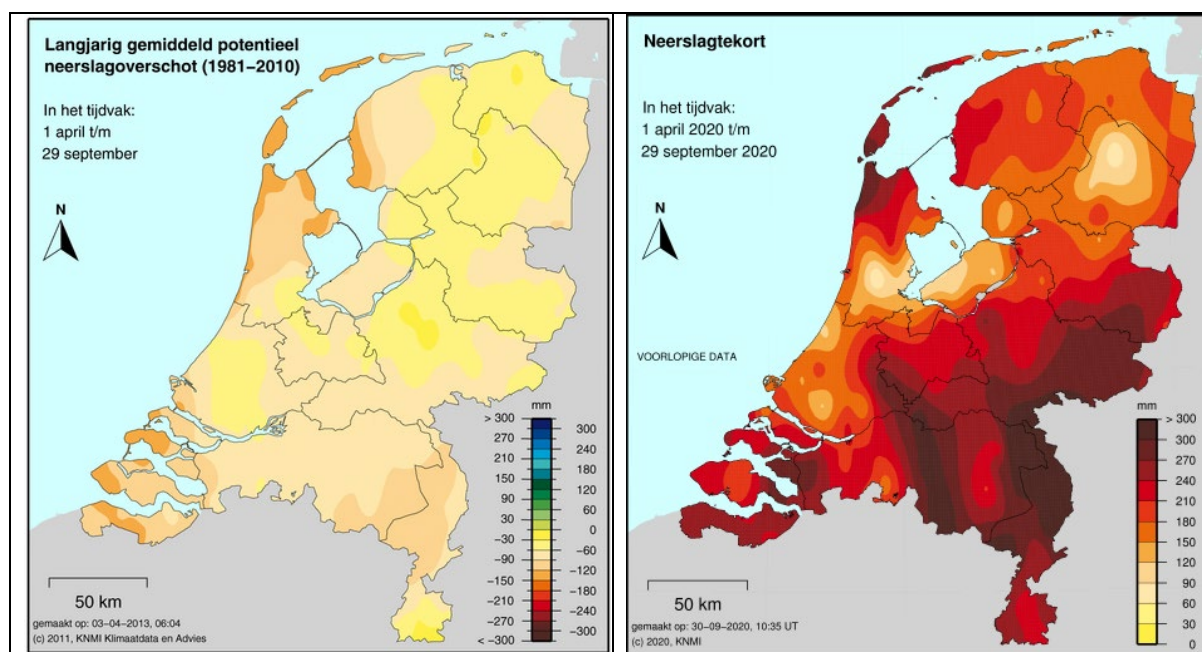 Langjarig gemiddeld potentieel
neerslagoverschot (1981–2010)
In het tijdvak:
1 april t/m
29 september
N
mm
> 300
300
270
240
210
180
150
120
90
60
30
0
−30
−60
−90
−120
−150
−180
−210
−240
−270
−300
< −300
50 km
gemaakt op: 03–04–2013, 06:04
(c) 2011, KNMI Klimaatdata en Advies
Neerslagtekort
In het tijdvak:
1 april 2020 t/m
29 september 2020
N
VOORLOPIGE DATA
mm
> 300
300
270
240
210
180
150
120
90
60
30
0
50 km
gemaakt op: 30–09–2020, 10:35 UT
(c) 2020, KNMI